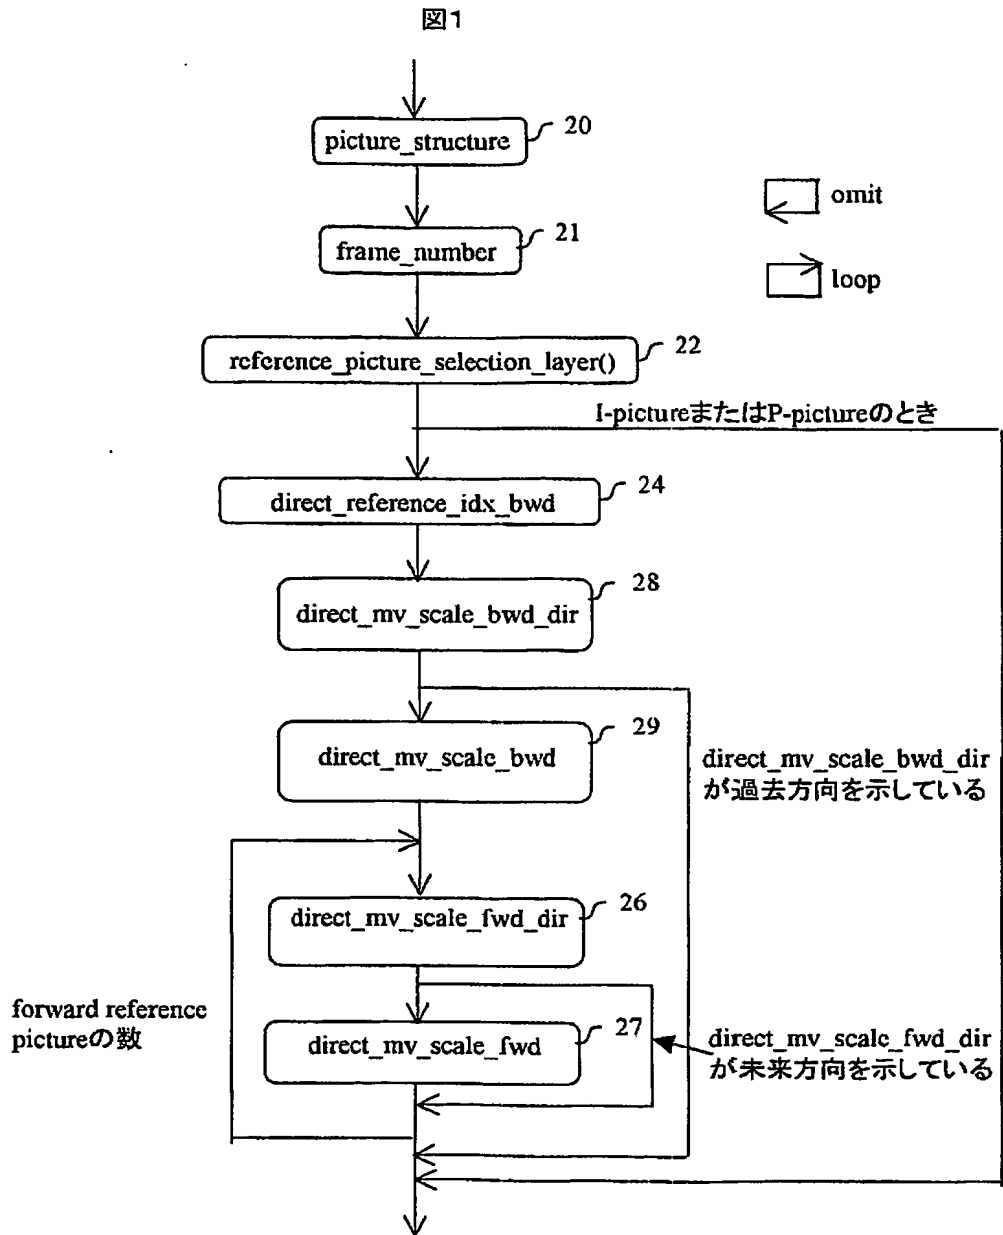 図1
picture_structure
20
frame_number
21
omit
loop
reference_picture_selection_layer()
22
I-pictureまたはP-pictureのとき
direct_reference_idx_bwd
24
direct_mv_scale_bwd_dir
28
direct_mv_scale_bwd
29
direct_mv_scale_bwd_dir
が過去方向を示している
direct_mv_scale_fwd_dir
26
forward reference
pictureの数
direct_mv_scale_fwd
27
direct_mv_scale_fwd_dir
が未来方向を示している